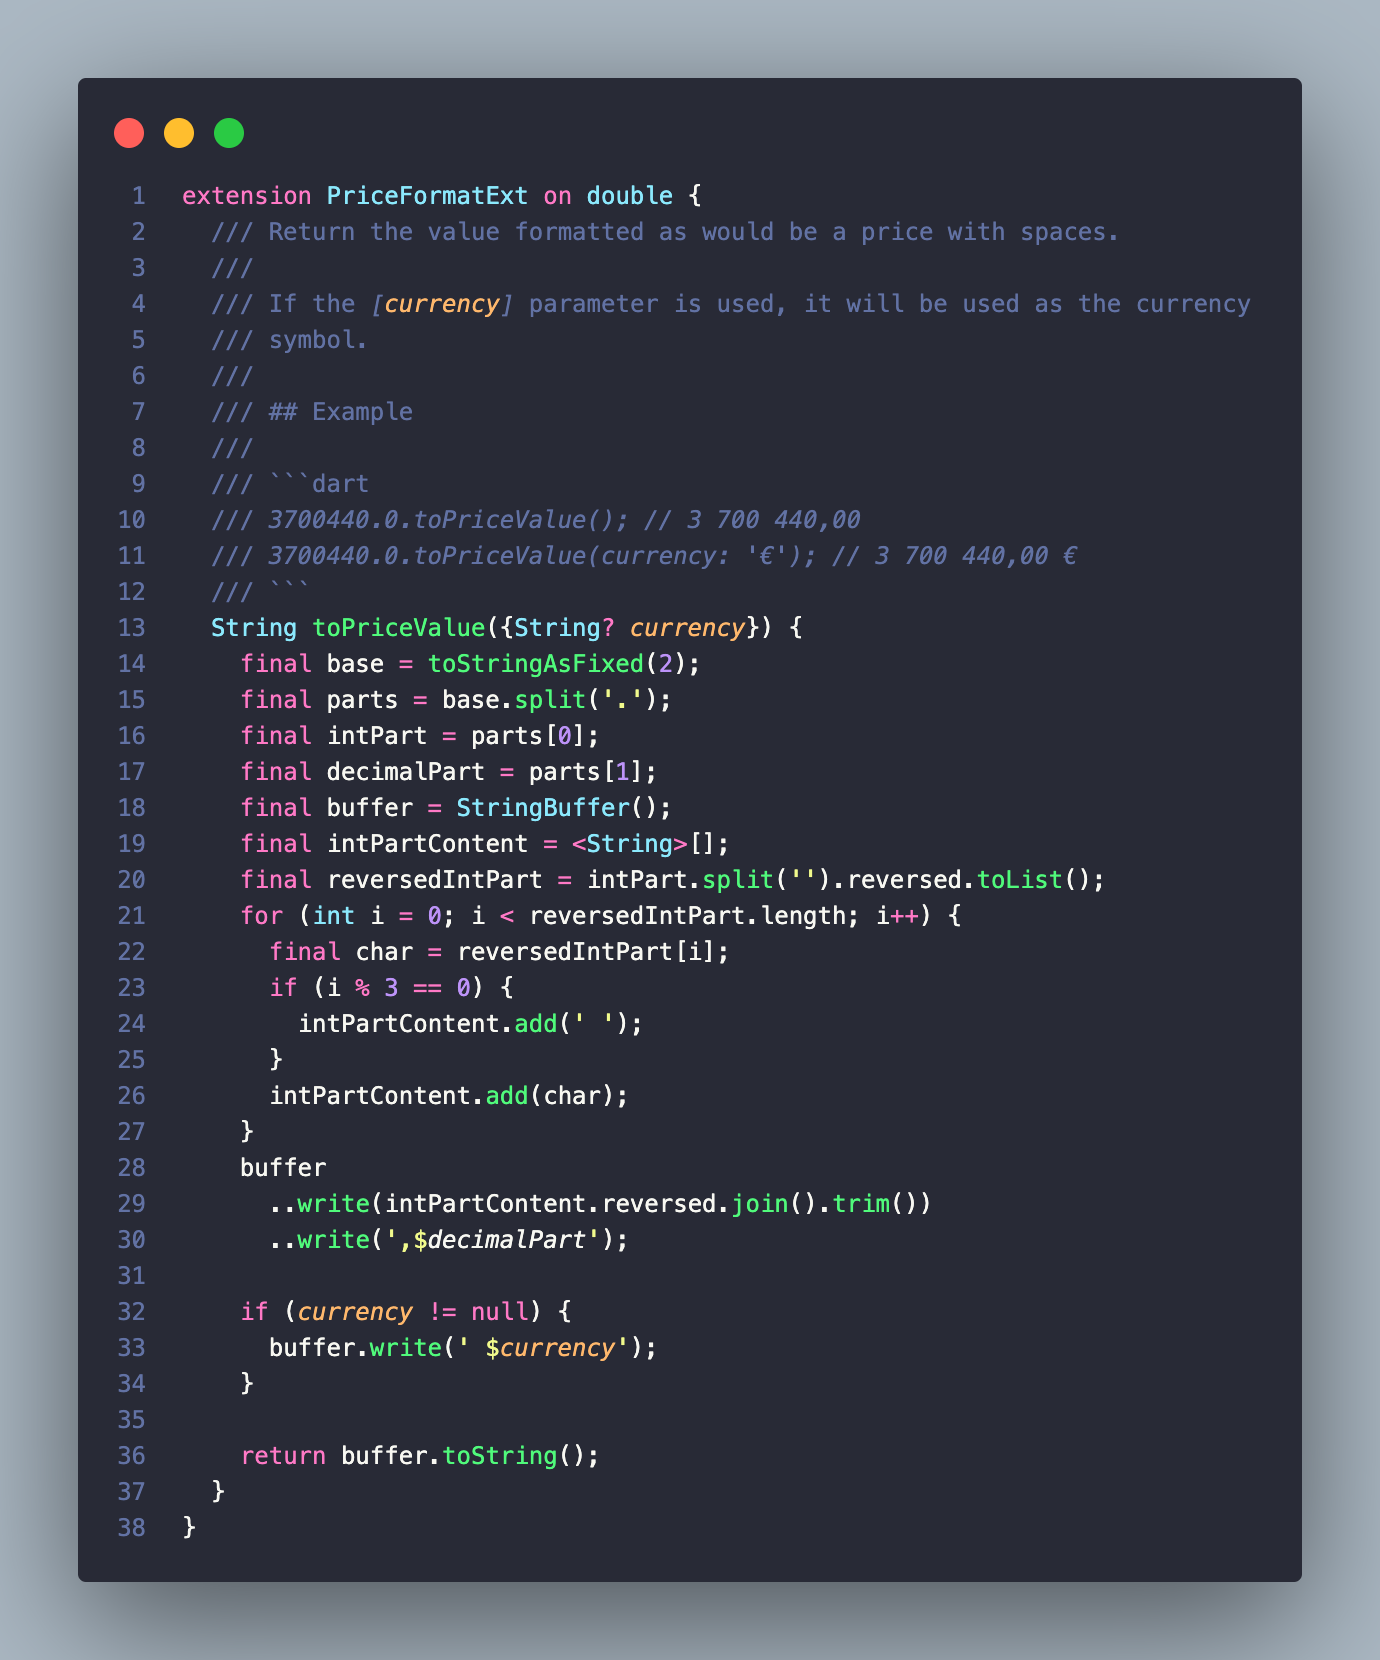 1 extension PriceFormatExt on double {
2   /// Return the value formatted as would be a price with spaces.
3   ///
4   /// If the [currency] parameter is used, it will be used as the currency
5   /// symbol.
6   ///
7   /// ## Example
8   ///
9   /// ```dart
10   /// 3700440.0.toPriceValue(); // 3 700 440,00
11   /// 3700440.0.toPriceValue(currency: '€'); // 3 700 440,00 €
12   /// ```
13   String toPriceValue({String? currency}) {
14     final base = toStringAsFixed(2);
15     final parts = base.split('.');
16     final intPart = parts[0];
17     final decimalPart = parts[1];
18     final buffer = StringBuffer();
19     final intPartContent = <String>[];
20     final reversedIntPart = intPart.split('').reversed.toList();
21     for (int i = 0; i < reversedIntPart.length; i++) {
22       final char = reversedIntPart[i];
23       if (i % 3 == 0) {
24         intPartContent.add(' ');
25       }
26       intPartContent.add(char);
27     }
28     buffer
29       ..write(intPartContent.reversed.join().trim())
30       ..write(',$decimalPart');
31
32     if (currency != null) {
33       buffer.write(' $currency');
34     }
35
36     return buffer.toString();
37   }
38 }